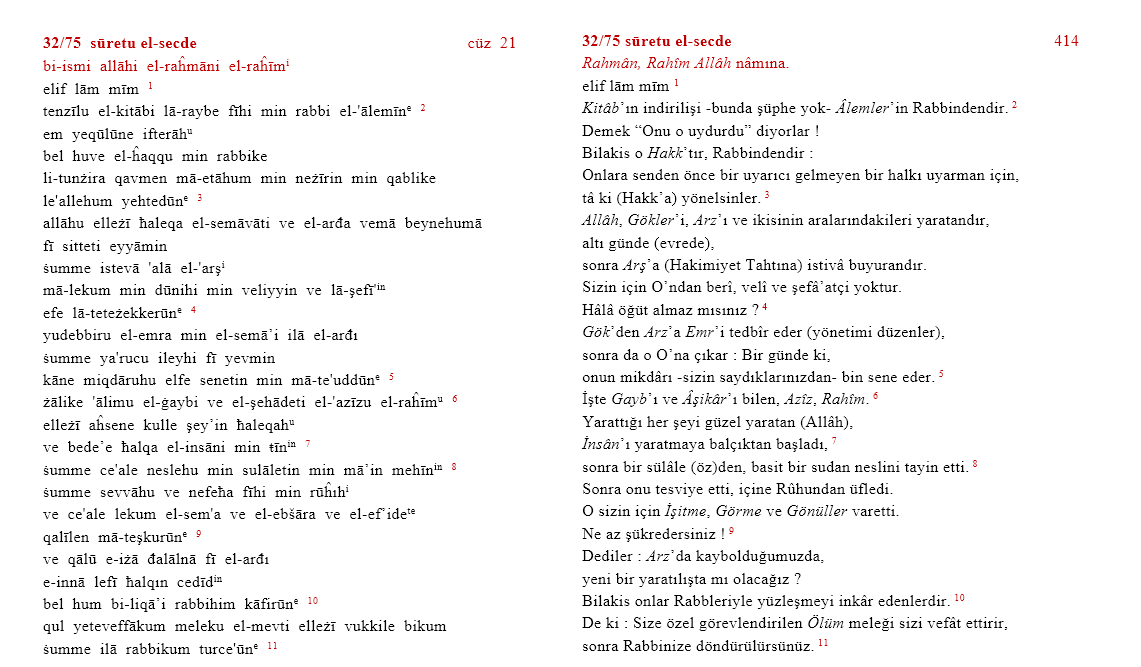 32/75 sūretu el-secde cüz 21
bi-ismi allāhi el-raĥmāni el-raĥīmⁱ
elif lām mīm ¹
tenzīlu el-kitābi lā-raybe fīhi min rabbi el-'ālemīnᵉ ²
em yeqūlūne ifterāhᵘ
bel huve el-ĥaqqu min rabbike
li-tunżira qavmen mā-etāhum min neżīrin min qablike
le'allehum yehtedūnᵉ ³
allāhu elleżī ħaleqa el-semāvāti ve el-arđa vemā beynehumā
fī sitteti eyyāmin
ṡumme istevā 'alā el-'arşⁱ
mā-lekum min dūnihi min veliyyin ve lā-şefī'ⁱⁿ
efe lā-teteżekkerūnᵉ ⁴
yudebbiru el-emra min el-semā’i ilā el-arđı
ṡumme ya'rucu ileyhi fī yevmin
kāne miqdāruhu elfe senetin min mā-te'uddūnᵉ ⁵
żālike 'ālimu el-ġaybi ve el-şehādeti el-'azīzu el-raĥīmᵘ ⁶
elleżī aĥsene kulle şey’in ħaleqahᵘ
ve bede’e ħalqa el-insāni min ŧīnⁱⁿ ⁷
ṡumme ce'ale neslehu min sulāletin min mā’in mehīnⁱⁿ ⁸
ṡumme sevvāhu ve nefeħa fīhi min rūĥıhⁱ
ve ce'ale lekum el-sem'a ve el-ebšāra ve el-ef’ideᵗᵉ
qalīlen mā-teşkurūnᵉ ⁹
ve qālū e-iżā đalālnā fī el-arđı
e-innā lefī ħalqın cedīdⁱⁿ
bel hum bi-liqā’i rabbihim kāfirūnᵉ ¹⁰
qul yeteveffākum meleku el-mevti elleżī vukkile bikum
ṡumme ilā rabbikum turce'ūnᵉ ¹¹
32/75 sūretu el-secde 414
Rahmân, Rahîm Allâh nâmına.
elif lām mīm ¹
Kitâb’ın indirilişi -bunda şüphe yok- Âlemler’in Rabbindendir. ²
Demek “Onu o uydurdu” diyorlar !
Bilakis o Hakk’tır, Rabbindendir :
Onlara senden önce bir uyarıcı gelmeyen bir halkı uyarman için,
tâ ki (Hakk’a) yönelsinler. ³
Allâh, Gökler’i, Arz’ı ve ikisinin aralarındakileri yaratandır,
altı günde (evrede),
sonra Arş’a (Hakimiyet Tahtına) istivâ buyurandır.
Sizin için O’ndan berî, velî ve şefâ’atçi yoktur.
Hâlâ öğüt almaz mısınız ? ⁴
Gök’den Arz’a Emr’i tedbîr eder (yönetimi düzenler),
sonra da o O’na çıkar : Bir günde ki,
onun mikdârı -sizin saydıklarınızdan- bin sene eder. ⁵
İşte Gayb’ı ve Âşikâr’ı bilen, Azîz, Rahîm. ⁶
Yarattığı her şeyi güzel yaratan (Allâh),
İnsân’ı yaratmaya balçıktan başladı, ⁷
sonra bir sülâle (öz)den, basit bir sudan neslini tayin etti. ⁸
Sonra onu tesviye etti, içine Rûhundan üfledi.
O sizin için İşitme, Görme ve Gönüller varetti.
Ne az şükredersiniz ! ⁹
Dediler : Arz’da kaybolduğumuzda,
yeni bir yaratılışta mı olacağız ?
Bilakis onlar Rabbleriyle yüzleşmeyi inkâr edenlerdir. ¹⁰
De ki : Size özel görevlendirilen Ölüm meleği sizi vefât ettirir,
sonra Rabbinize döndürülürsünüz. ¹¹